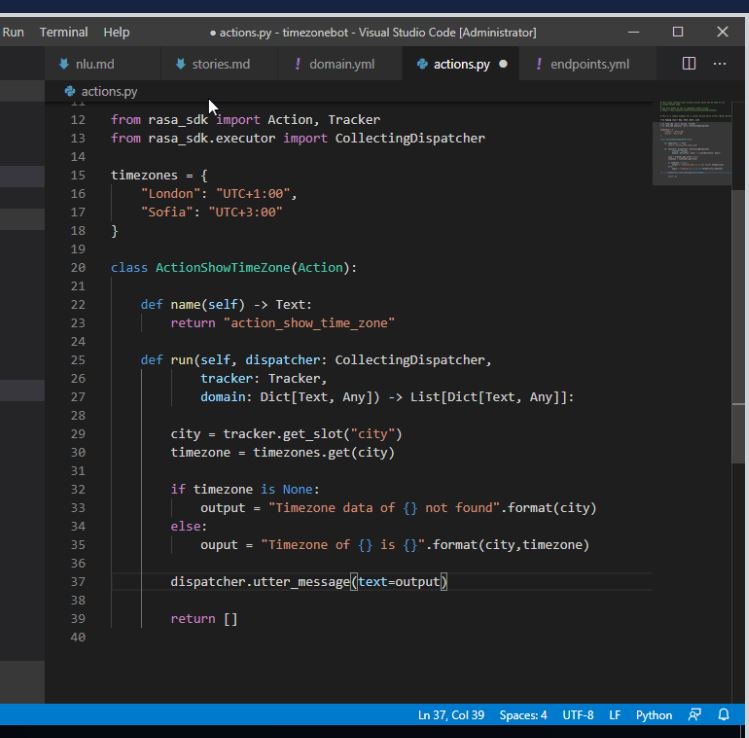 Run Terminal Help ● actions.py - timezonebot - Visual Studio Code [Administrator]
nlu.md stories.md ! domain.yml actions.py ● ! endpoints.yml ...
actions.py
11
12 from rasa_sdk import Action, Tracker
13 from rasa_sdk.executor import CollectingDispatcher
14
15 timezones = {
16     "London": "UTC+1:00",
17     "Sofia": "UTC+3:00"
18 }
19
20 class ActionShowTimeZone(Action):
21
22     def name(self) -> Text:
23         return "action_show_time_zone"
24
25     def run(self, dispatcher: CollectingDispatcher,
26             tracker: Tracker,
27             domain: Dict[Text, Any]) -> List[Dict[Text, Any]]:
28
29         city = tracker.get_slot("city")
30         timezone = timezones.get(city)
31
32         if timezone is None:
33             output = "Timezone data of {} not found".format(city)
34         else:
35             ouput = "Timezone of {} is {}".format(city,timezone)
36
37         dispatcher.utter_message(text=output)
38
39         return []
40
Ln 37, Col 39 Spaces: 4 UTF-8 LF Python